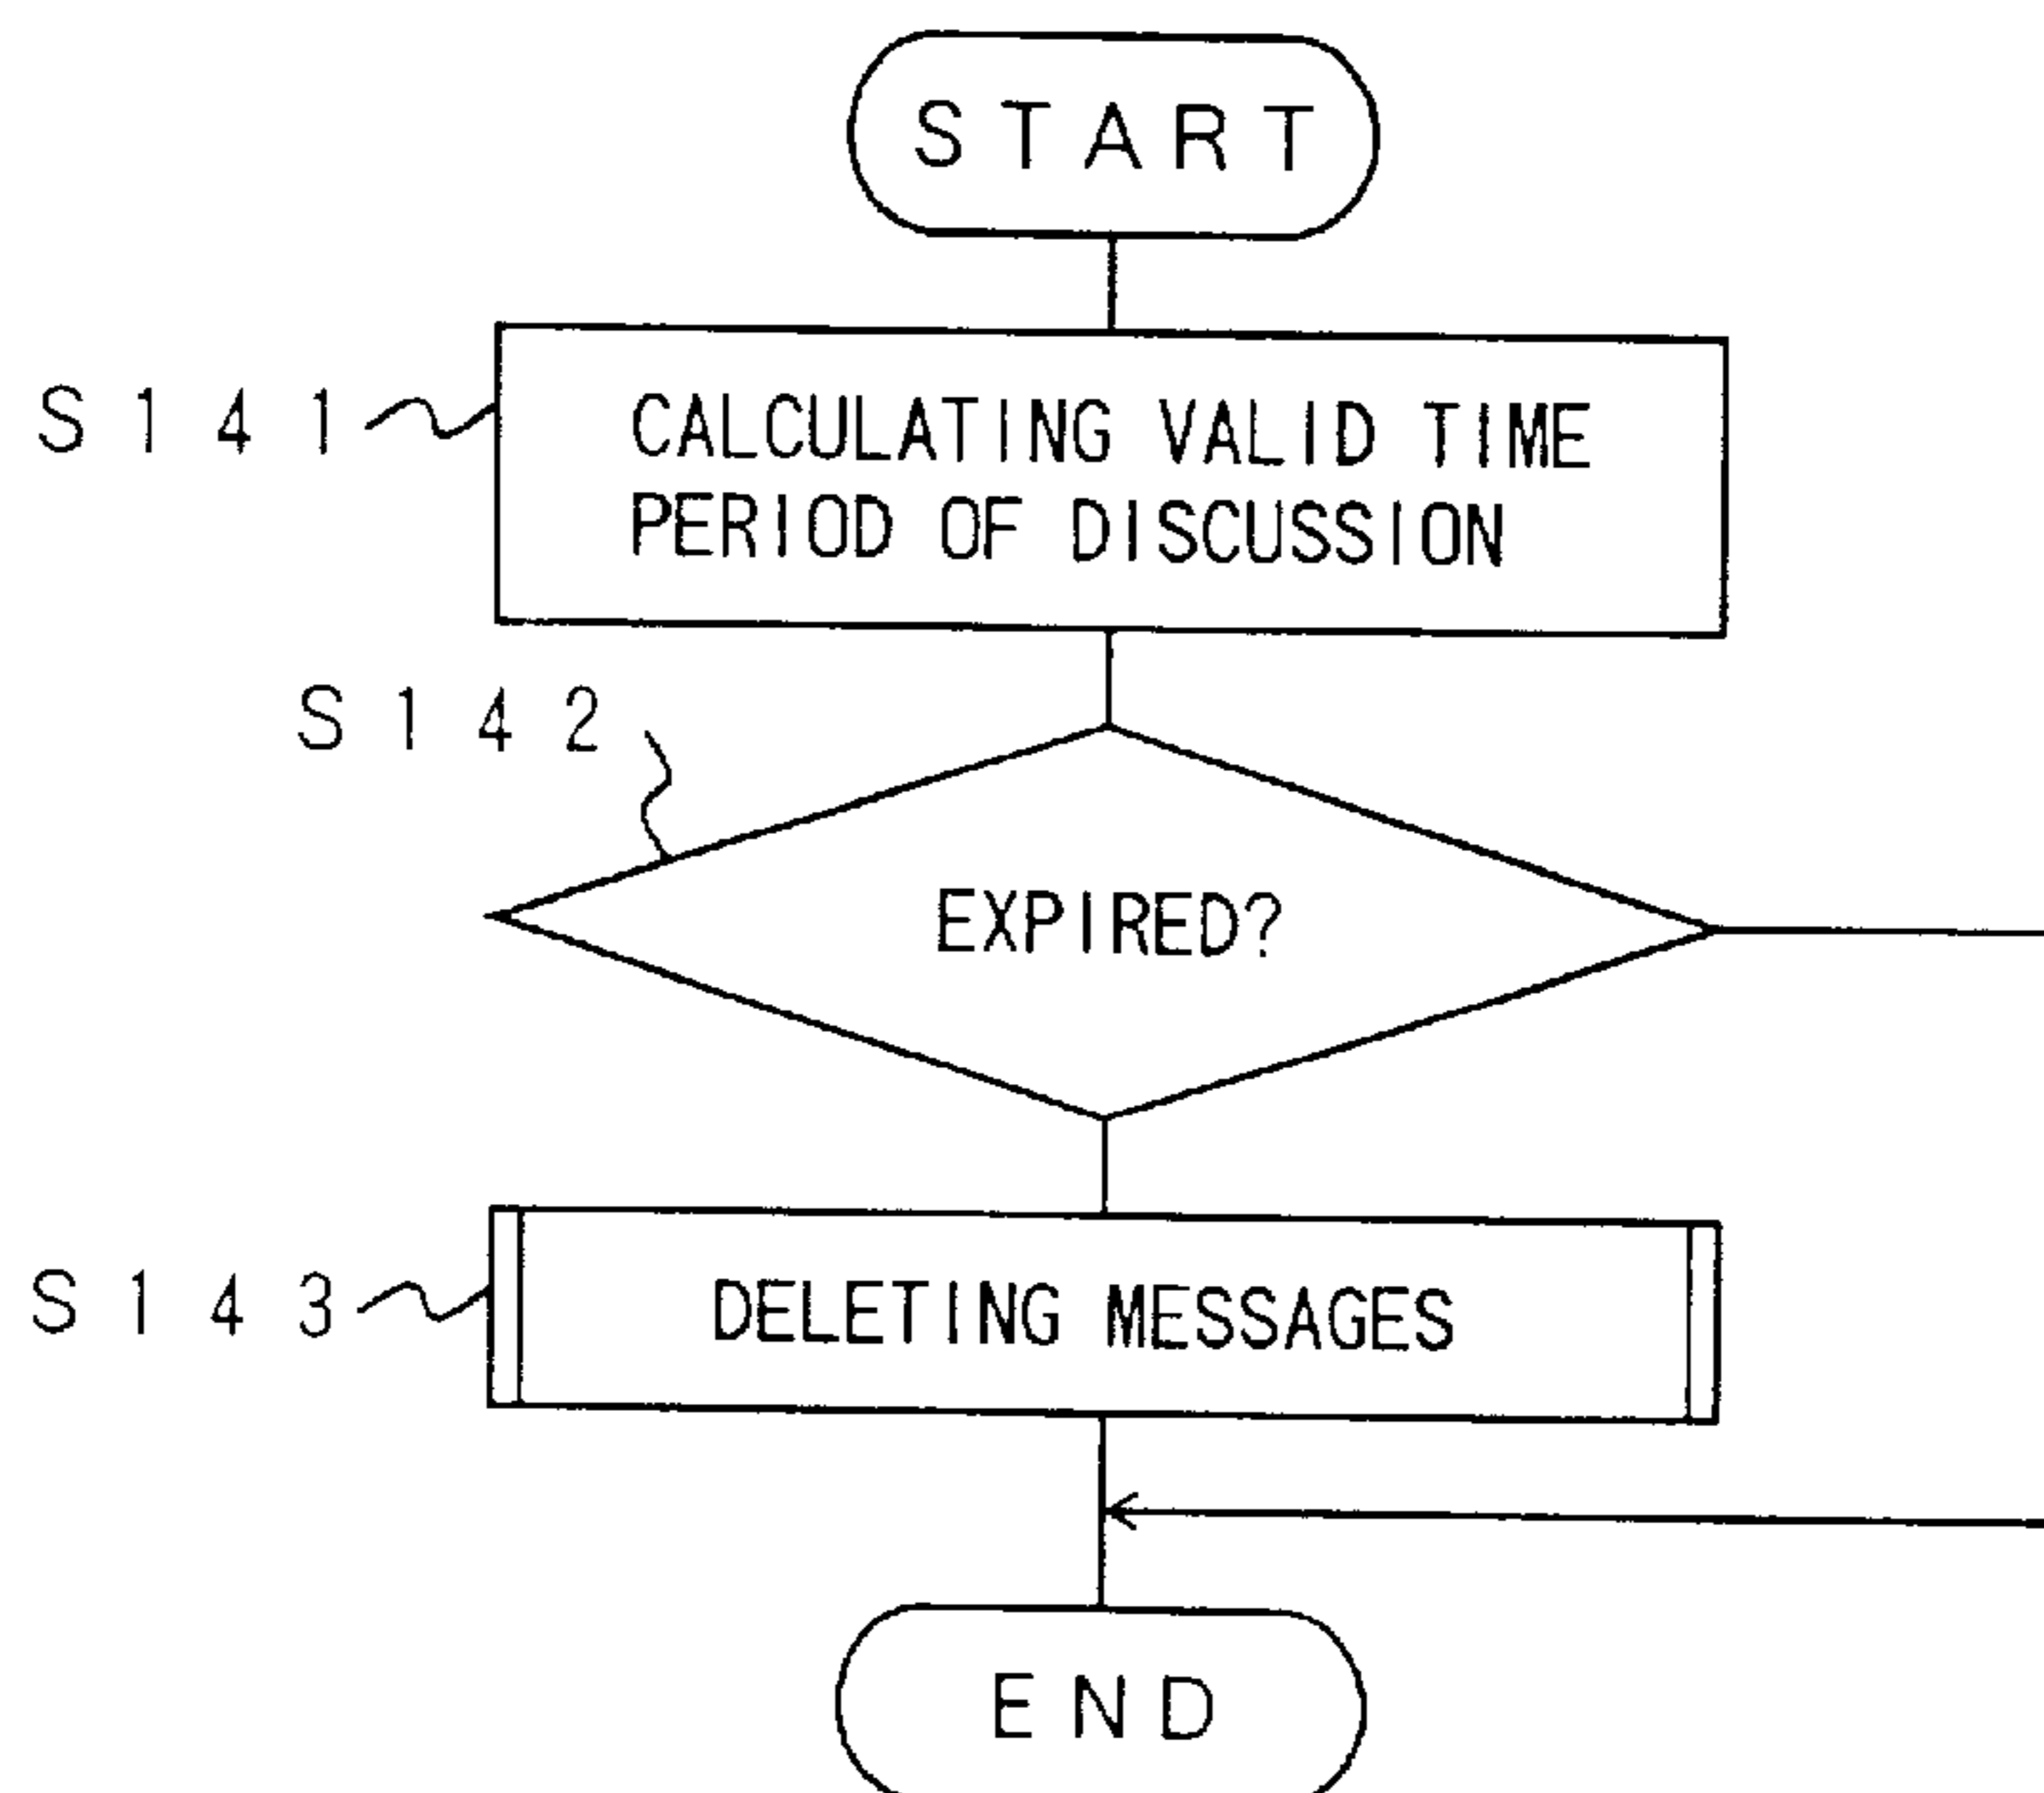 START
S141
CALCULATING VALID TIME
PERIOD OF DISCUSSION
S142
EXPIRED?
S143
DELETING MESSAGES
END